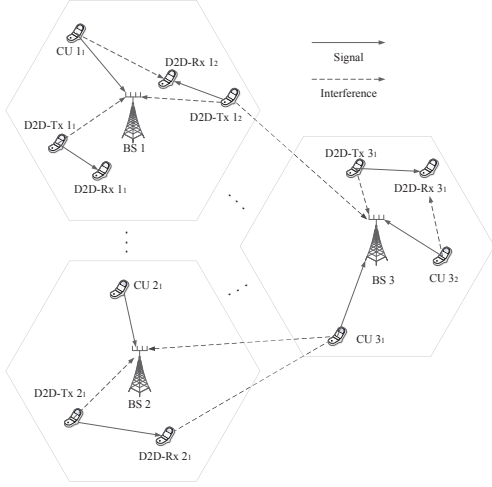 CU 1₁
D2D-Rx 1₂
Signal
Interference
D2D-Tx 1₂
D2D-Tx 1₁
BS 1
D2D-Rx 1₁
D2D-Tx 3₁
D2D-Rx 3₁
CU 3₂
BS 3
CU 2₁
CU 3₁
BS 2
D2D-Tx 2₁
D2D-Rx 2₁